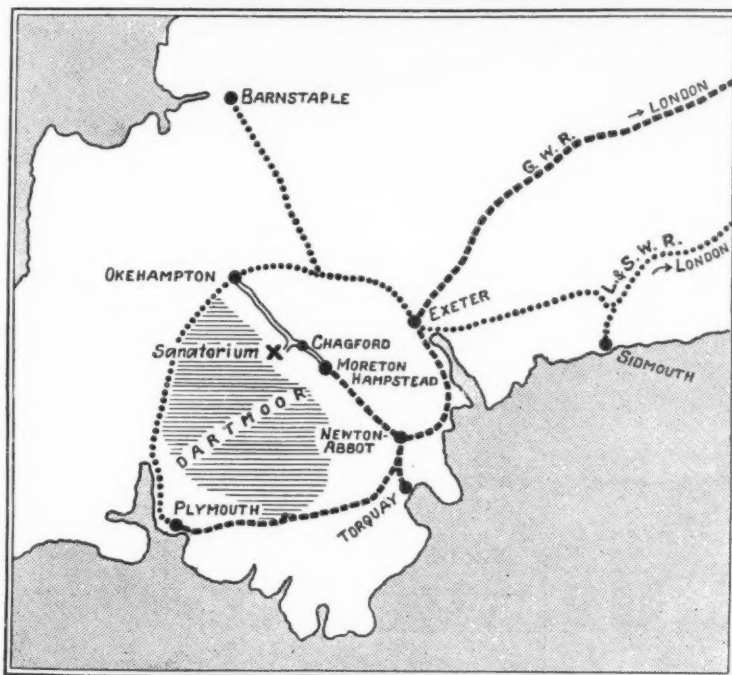 BARNSTAPLE
→ LONDON
G. W. R.
L. & S. W. R.
→ LONDON
OKEHAMPTON
EXETER
Sanatorium
CHAGFORD
MORETON
HAMPSTEAD
SIDMOUTH
DARTMOOR
NEWTON-
ABBOT
PLYMOUTH
TORQUAY